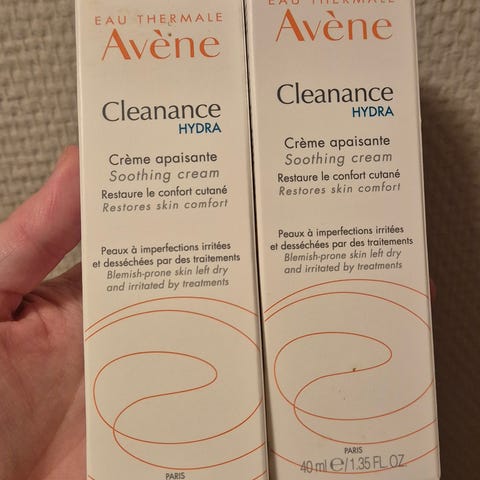 EAU THERMALE
Avène
Cleanance
HYDRA
Crème apaisante
Soothing cream
Restaure le confort cutané
Restores skin comfort
Peaux à imperfections irritées
et desséchées par des traitements
Blemish-prone skin left dry
and irritated by treatments
PARIS
EAU THERMALE
Avène
Cleanance
HYDRA
Crème apaisante
Soothing cream
Restaure le confort cutané
Restores skin comfort
Peaux à imperfections irritées
et desséchées par des traitements
Blemish-prone skin left dry
and irritated by treatments
PARIS
40 ml ℮/1.35 FL.OZ.